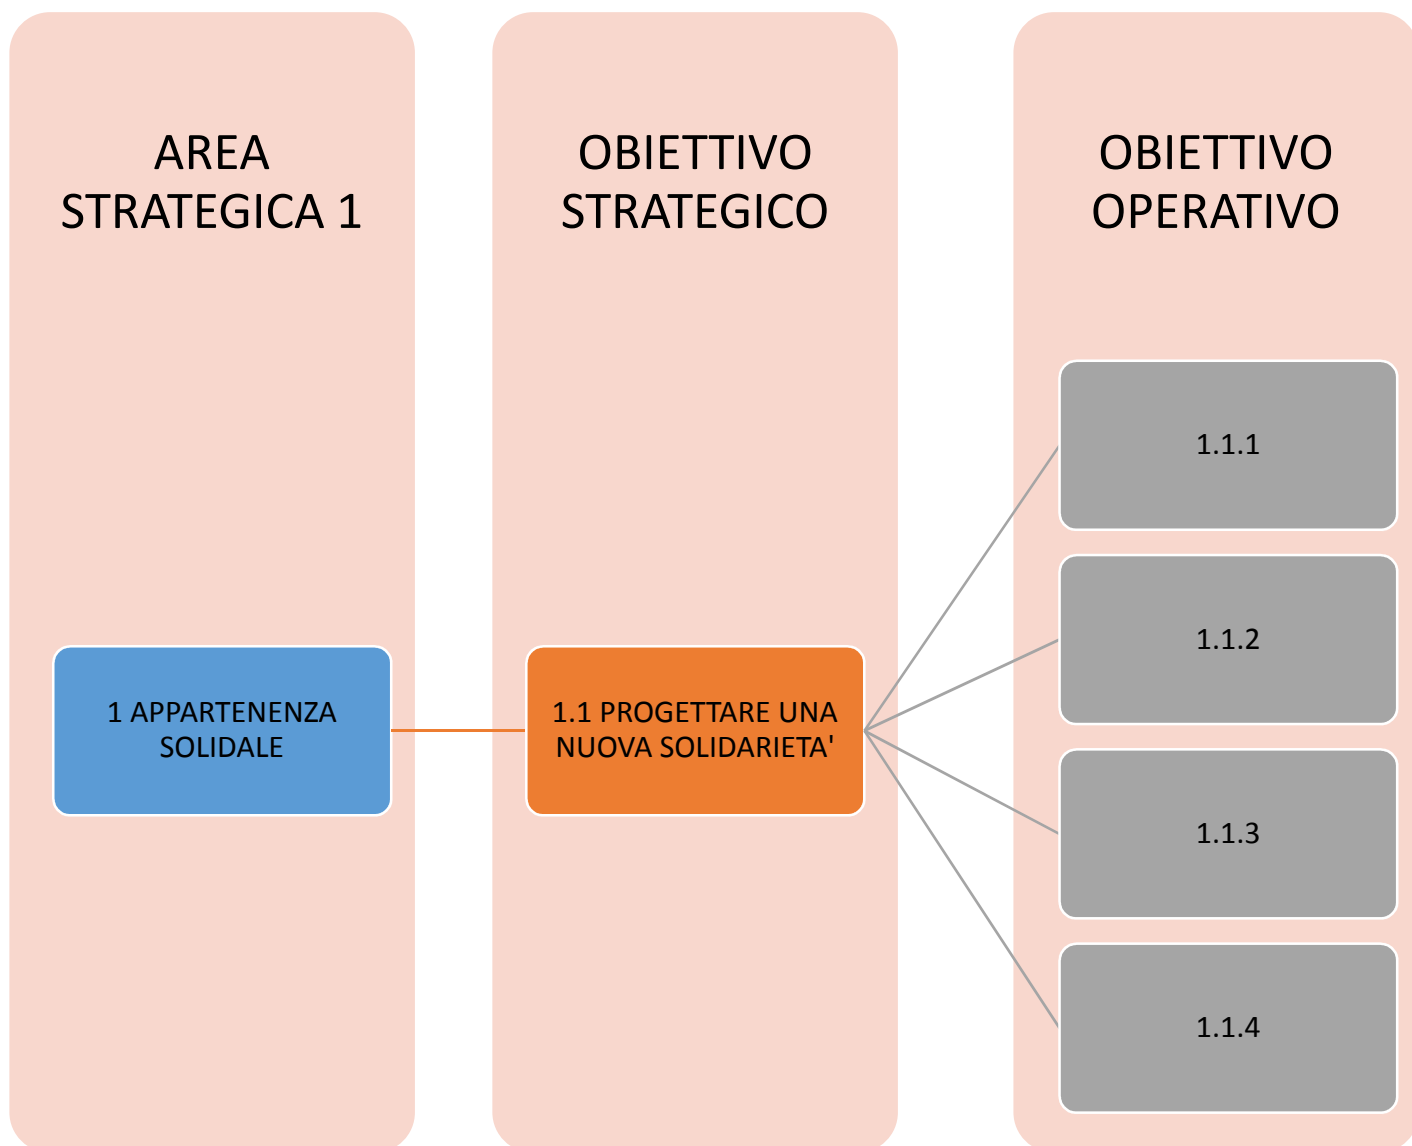 AREA
STRATEGICA 1
OBIETTIVO
STRATEGICO
OBIETTIVO
OPERATIVO
1 APPARTENENZA
SOLIDALE
1.1 PROGETTARE UNA
NUOVA SOLIDARIETA'
1.1.1
1.1.2
1.1.3
1.1.4